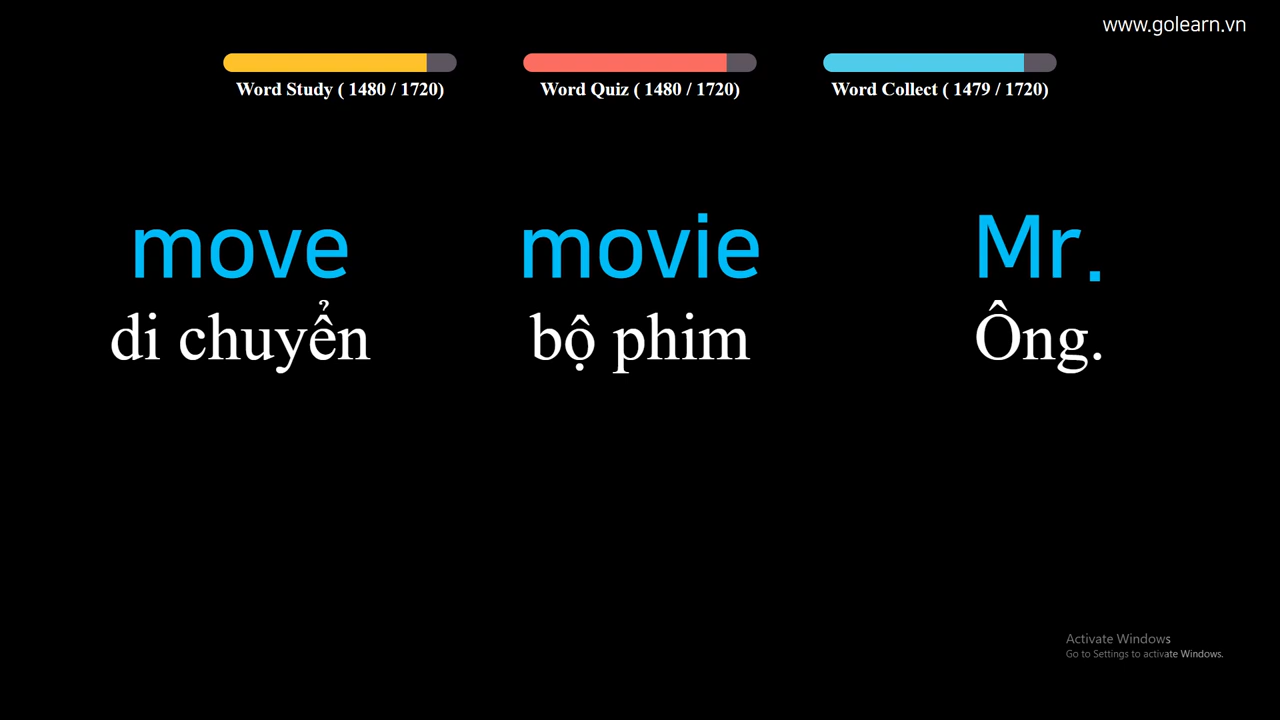 www.golearn.vn
Word Study ( 1480 / 1720)
Word Quiz ( 1480 / 1720)
Word Collect ( 1479 / 1720)
move
movie
Mr.
di chuyển
bộ phim
Ông.
Activate Windows
Go to Settings to activate Windows.